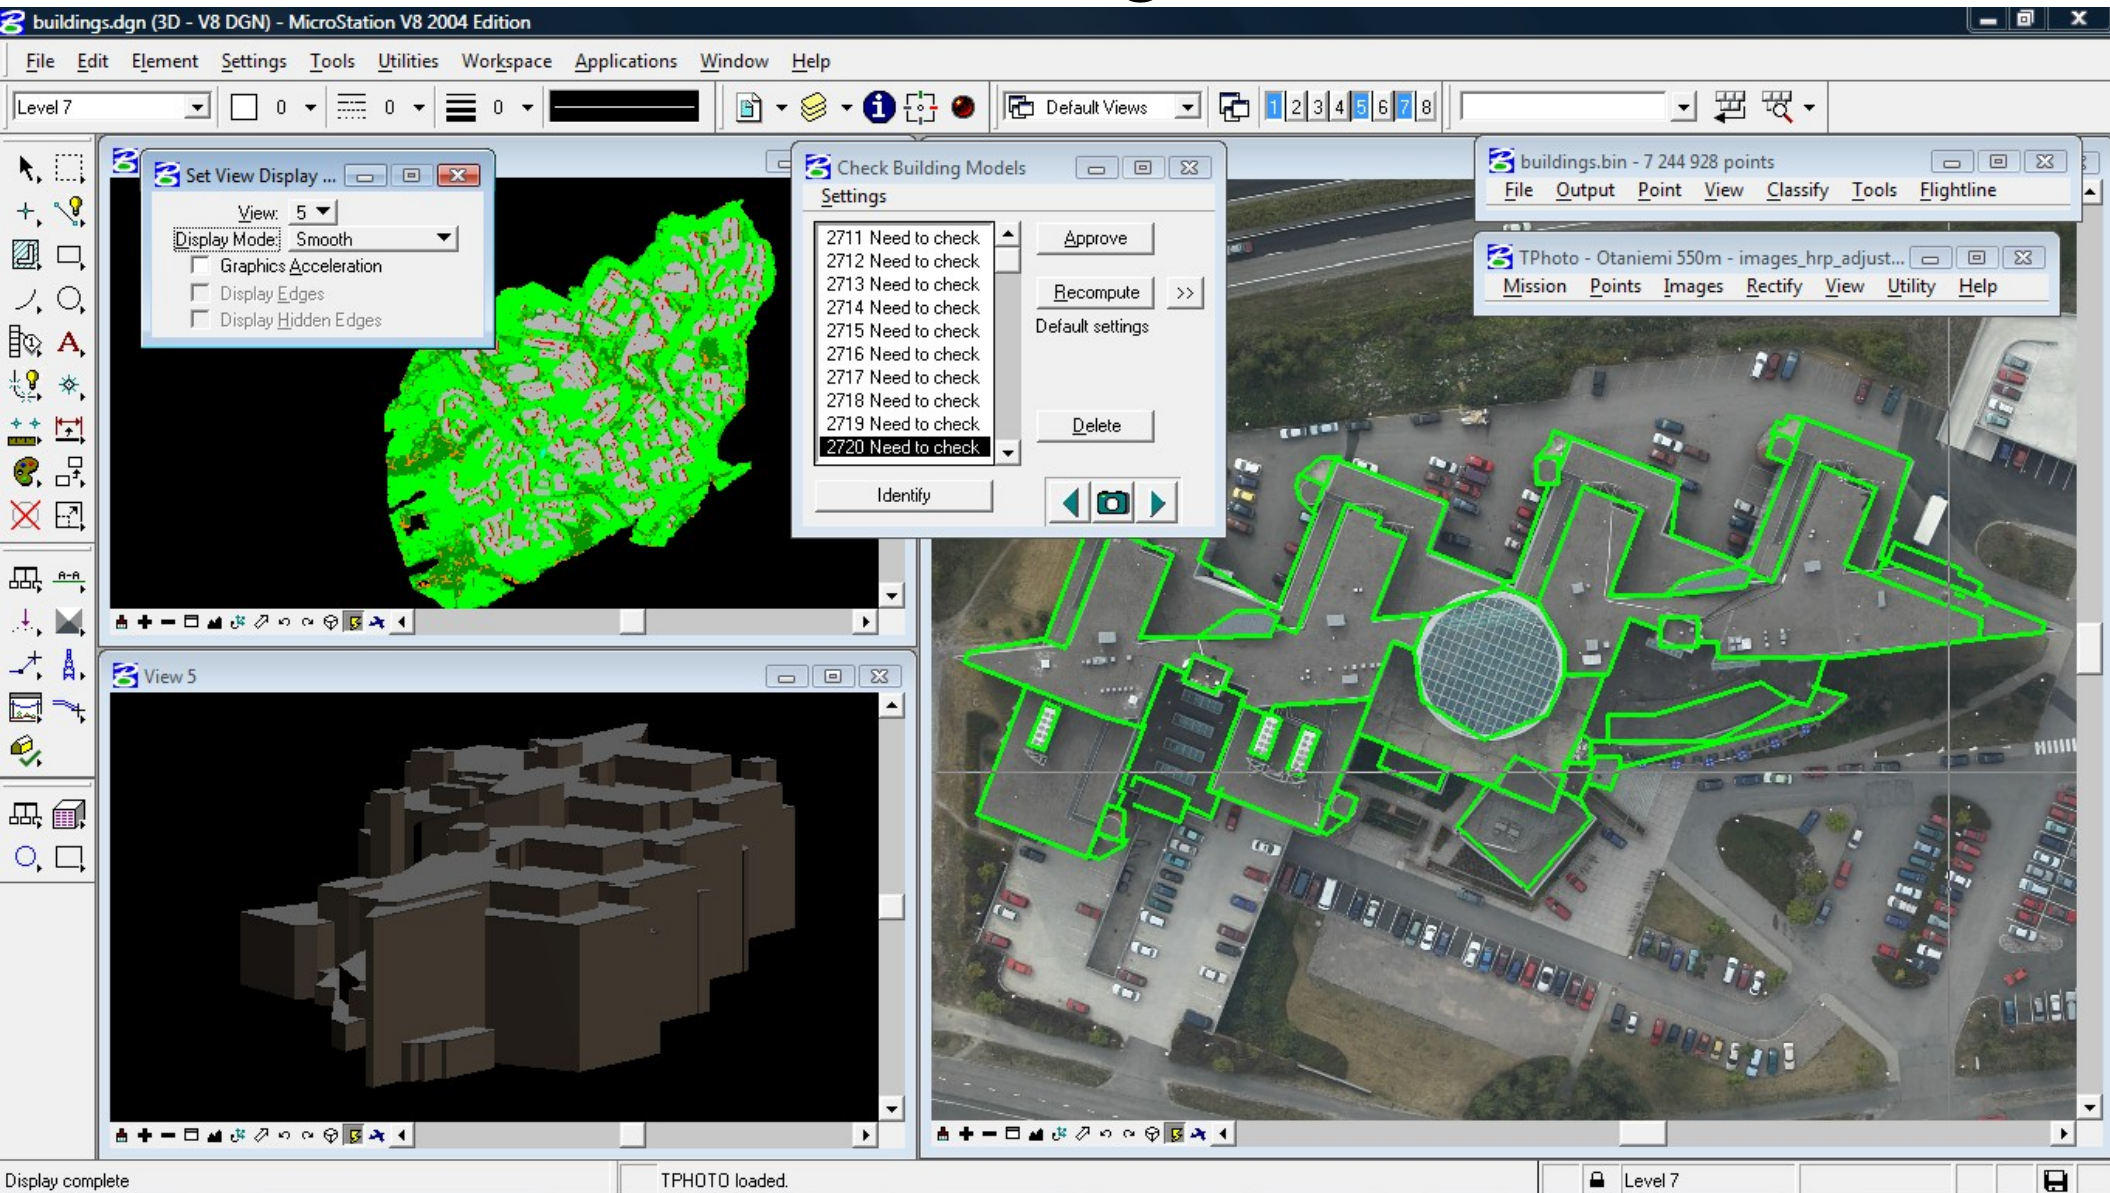 buildings.dgn (3D - V8 DGN) - MicroStation V8 2004 Edition
File Edit Element Settings Tools Utilities Workspace Applications Window Help
Level 7 0 0 0 Default Views 1 2 3 4 5 6 7 8
Set View Display ...
View: 5
Display Mode: Smooth
Graphics Acceleration
Display Edges
Display Hidden Edges
Check Building Models
Settings
2711 Need to check
2712 Need to check
2713 Need to check
2714 Need to check
2715 Need to check
2716 Need to check
2717 Need to check
2718 Need to check
2719 Need to check
2720 Need to check
Approve
Recompute >>
Default settings
Delete
Identify
buildings.bin - 7 244 928 points
File Output Point View Classify Tools Flightline
TPhoto - Otaniemi 550m - images_hrp_adjust...
Mission Points Images Rectify View Utility Help
A
A-A
View 5
Display complete
TPHOTO loaded.
Level 7